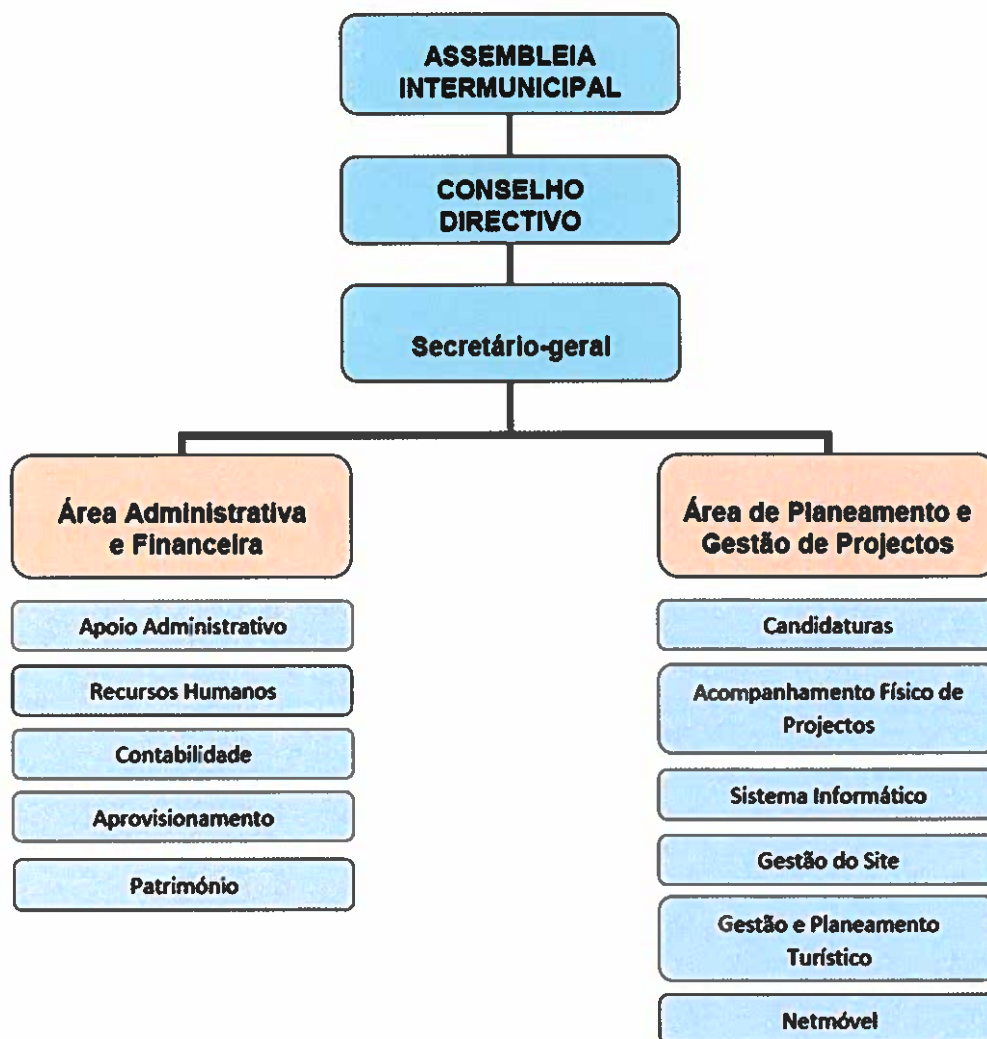 ASSEMBLEIA
INTERMUNICIPAL
CONSELHO
DIRECTIVO
Secretário-geral
Área Administrativa
e Financeira
Apoio Administrativo
Recursos Humanos
Contabilidade
Aprovisionamento
Património
Área de Planeamento e
Gestão de Projectos
Candidaturas
Acompanhamento Físico de
Projectos
Sistema Informático
Gestão do Site
Gestão e Planeamento
Turístico
Netmóvel